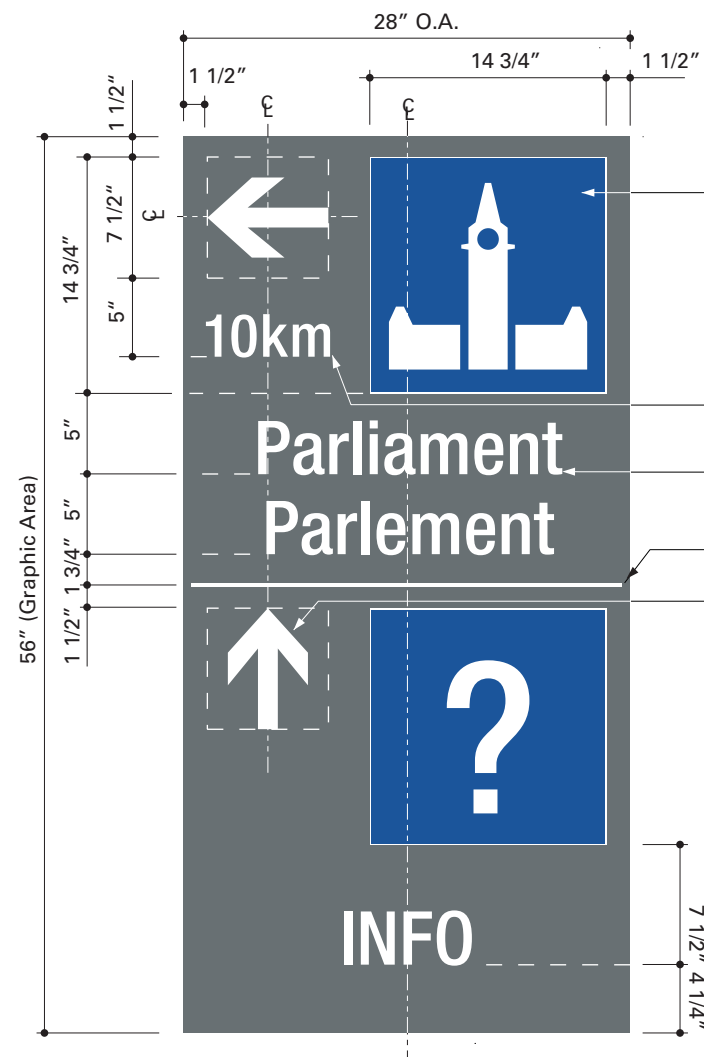 28″ O.A.
14 3/4″
1 1/2″
1 1/2″
1 1/2″
℄
℄
℄
7 1/2″
14 3/4″
5″
10km
Parliament
5″
Parlement
5″
1 3/4″
1 1/2″
56″ (Graphic Area)
?
INFO
7 1/2″
4 1/4″